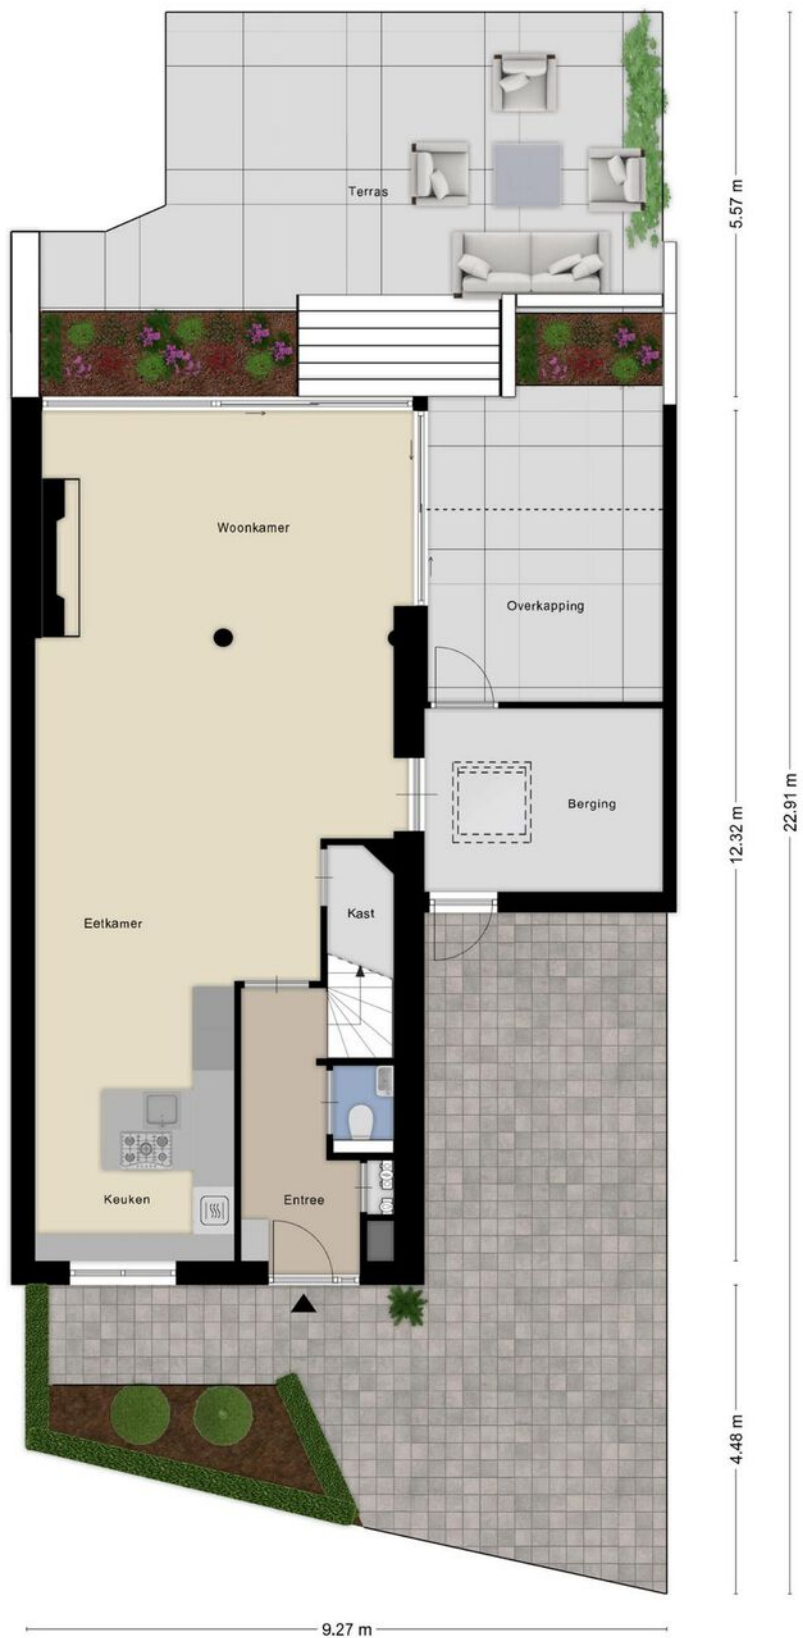 Terras
5.57 m
Woonkamer
Overkapping
Berging
12.32 m
22.91 m
Eetkamer
Kast
Keuken
Entree
4.48 m
9.27 m